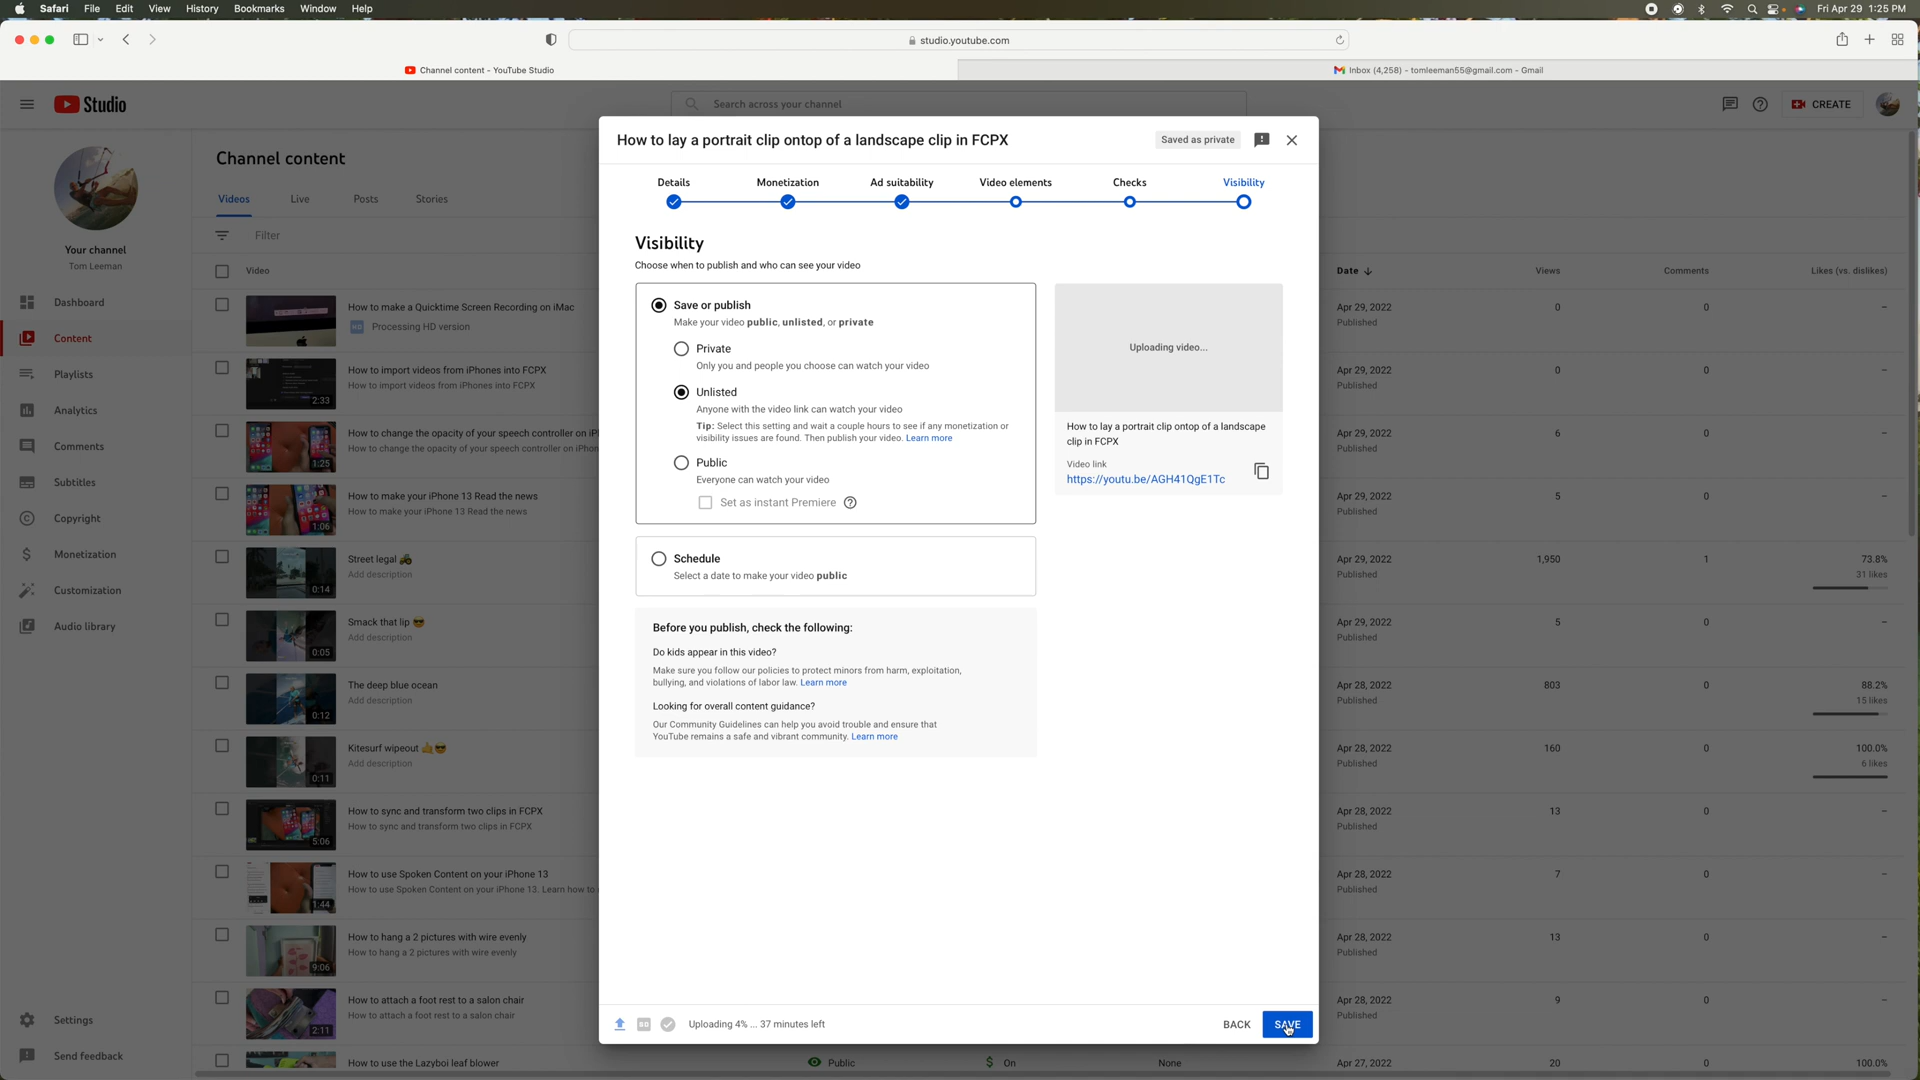 Safari File Edit View History Bookmarks Window Help
Fri Apr 29 1:25 PM
studio.youtube.com
Channel content - YouTube Studio
Inbox (4,258) - tomleeman55@gmail.com - Gmail
Studio
Search across your channel
CREATE
Your channel
Tom Leeman
Dashboard
Content
Playlists
Analytics
Comments
Subtitles
Copyright
Monetization
Customization
Audio library
Settings
Send feedback
Channel content
Videos Live Posts Stories
Filter
Video
Date Views Comments Likes (vs. dislikes)
How to make a Quicktime Screen Recording on iMac
HD Processing HD version
Apr 29, 2022 0 0 –
Published
How to import videos from iPhones into FCPX
How to import videos from iPhones into FCPX
2:33
Apr 29, 2022 0 0 –
Published
How to change the opacity of your speech controller on iP
How to change the opacity of your speech controller on iPhon
1:25
Apr 29, 2022 6 0 –
Published
How to make your iPhone 13 Read the news
How to make your iPhone 13 Read the news
1:06
Apr 29, 2022 5 0 –
Published
Street legal
Add description
0:14
Apr 29, 2022 1,950 1 73.8%
Published 31 likes
Smack that lip
Add description
0:05
Apr 29, 2022 5 0 –
Published
The deep blue ocean
Add description
0:12
Apr 28, 2022 803 0 88.2%
Published 15 likes
Kitesurf wipeout
Add description
0:11
Apr 28, 2022 160 0 100.0%
Published 6 likes
How to sync and transform two clips in FCPX
How to sync and transform two clips in FCPX
5:06
Apr 28, 2022 13 0 –
Published
How to use Spoken Content on your iPhone 13
How to use Spoken Content on your iPhone 13. Learn how to
1:44
Apr 28, 2022 7 0 –
Published
How to hang a 2 pictures with wire evenly
How to hang a 2 pictures with wire evenly
9:06
Apr 28, 2022 13 0 –
Published
How to attach a foot rest to a salon chair
How to attach a foot rest to a salon chair
2:11
Apr 28, 2022 9 0 –
Published
How to use the Lazyboi leaf blower Public $ On None Apr 27, 2022 20 0 100.0%
How to lay a portrait clip ontop of a landscape clip in FCPX
Saved as private
Details Monetization Ad suitability Video elements Checks Visibility
Visibility
Choose when to publish and who can see your video
Save or publish
Make your video public, unlisted, or private
Private
Only you and people you choose can watch your video
Unlisted
Anyone with the video link can watch your video
Tip: Select this setting and wait a couple hours to see if any monetization or
visibility issues are found. Then publish your video. Learn more
Public
Everyone can watch your video
Set as instant Premiere
Schedule
Select a date to make your video public
Before you publish, check the following:
Do kids appear in this video?
Make sure you follow our policies to protect minors from harm, exploitation,
bullying, and violations of labor law. Learn more
Looking for overall content guidance?
Our Community Guidelines can help you avoid trouble and ensure that
YouTube remains a safe and vibrant community. Learn more
Uploading video...
How to lay a portrait clip ontop of a landscape
clip in FCPX
Video link
https://youtu.be/AGH41QgE1Tc
SD Uploading 4% ... 37 minutes left
BACK SAVE